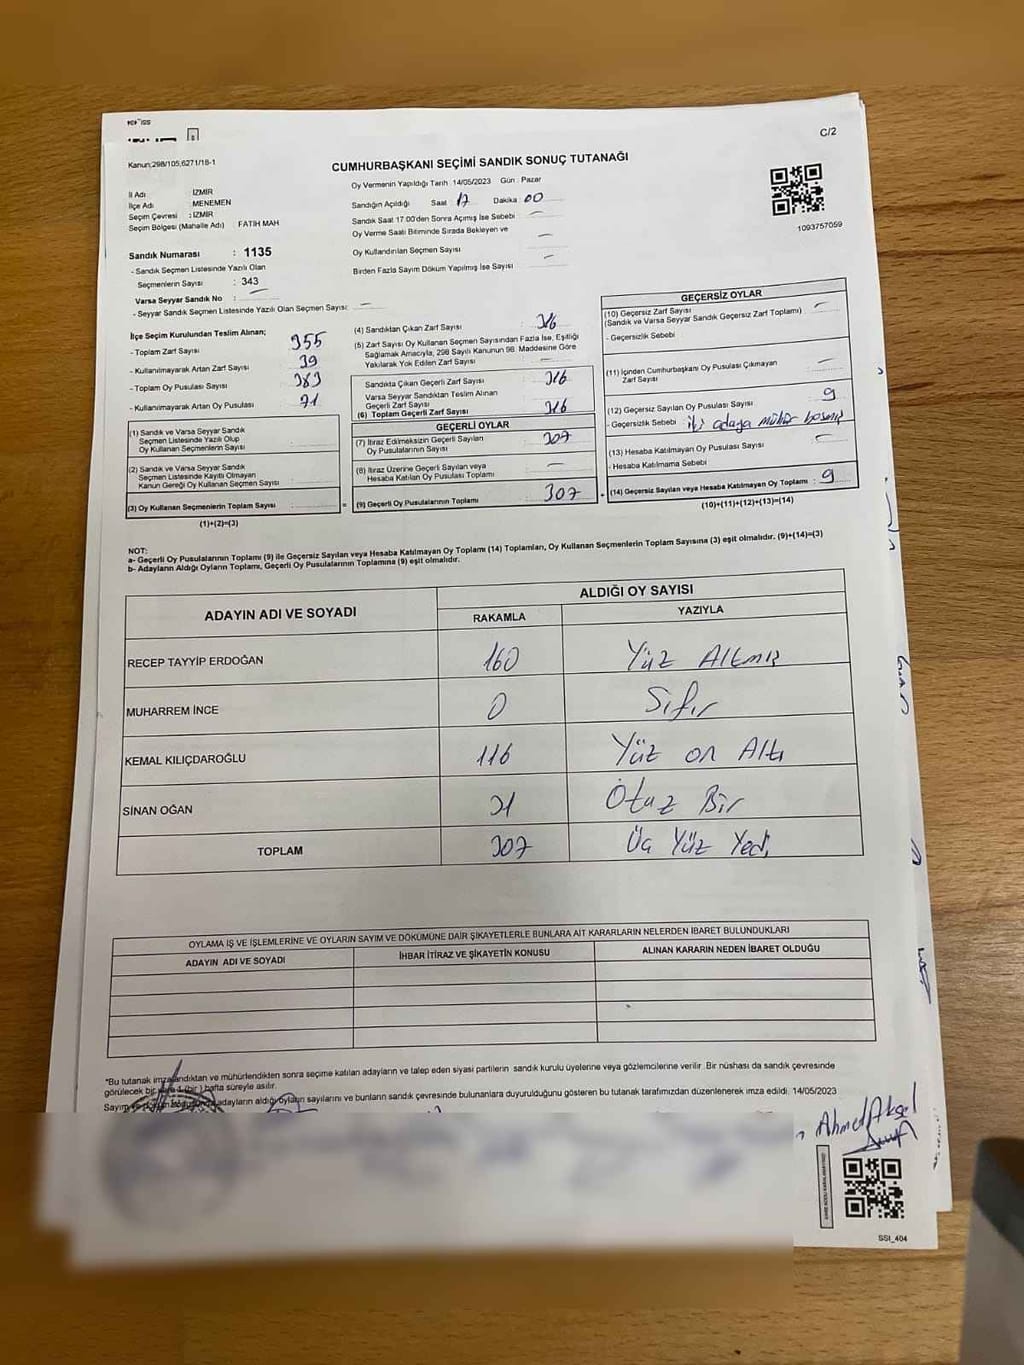 C/2
Kanun:298/105,6271/18-1
CUMHURBAŞKANI SEÇİMİ SANDIK SONUÇ TUTANAĞI
İl Adı : İZMİR
İlçe Adı : MENEMEN
Seçim Çevresi : İZMİR
Seçim Bölgesi (Mahalle Adı) : FATİH MAH
Oy Vermenin Yapıldığı Tarih :14/05/2023 Gün : Pazar
Sandığın Açıldığı Saat 17 Dakika : 00
Sandık Saat 17.00'den Sonra Açımış İse Sebebi : —
Oy Verme Saati Bitiminde Sırada Bekleyen ve
Oy Kullandırılan Seçmen Sayısı —
Birden Fazla Sayım Döküm Yapılmış İse Sayısı : —
1093757059
Sandık Numarası : 1135
- Sandık Seçmen Listesinde Yazılı Olan
Seçmenlerin Sayısı : 343
Varsa Seyyar Sandık No : —
- Seyyar Sandık Seçmen Listesinde Yazılı Olan Seçmen Sayısı: —
İlçe Seçim Kurulundan Teslim Alınan;
- Toplam Zarf Sayısı : 355
- Kullanılmayarak Artan Zarf Sayısı : 39
- Toplam Oy Pusulası Sayısı : 383
- Kullanılmayarak Artan Oy Pusulası : 71
(1) Sandık ve Varsa Seyyar Sandık
Seçmen Listesinde Yazılı Olup
Oy Kullanan Seçmenlerin Sayısı
(2) Sandık ve Varsa Seyyar Sandık
Seçmen Listesinde Kayıtlı Olmayan
Kanun Gereği Oy Kullanan Seçmen Sayısı :
(3) Oy Kullanan Seçmenlerin Toplam Sayısı :
(1)+(2)=(3)
(4) Sandıktan Çıkan Zarf Sayısı : 316
(5) Zarf Sayısı Oy Kullanan Seçmen Sayısından Fazla İse, Eşitliği
Sağlamak Amacıyla, 298 Sayılı Kanunun 98. Maddesine Göre
Yakılarak Yok Edilen Zarf Sayısı : —
Sandıkta Çıkan Geçerli Zarf Sayısı : 316
Varsa Seyyar Sandıktan Teslim Alınan
Geçerli Zarf Sayısı
(6) Toplam Geçerli Zarf Sayısı : 316
GEÇERLİ OYLAR
(7) İtiraz Edilmeksizin Geçerli Sayılan
Oy Pusulalarının Sayısı : 307
(8) İtiraz Üzerine Geçerli Sayılan veya
Hesaba Katılan Oy Pusulası Toplamı : —
= (9) Geçerli Oy Pusulalarının Toplamı : 307
GEÇERSİZ OYLAR
(10) Geçersiz Zarf Sayısı : —
(Sandık ve Varsa Seyyar Sandık Geçersiz Zarf Toplamı)
- Geçersizlik Sebebi :
(11) İçinden Cumhurbaşkanı Oy Pusulası Çıkmayan
Zarf Sayısı : —
(12) Geçersiz Sayılan Oy Pusulası Sayısı : 9
- Geçersizlik Sebebi : iki adaya mühür basmış
(13) Hesaba Katılmayan Oy Pusulası Sayısı : —
- Hesaba Katılmama Sebebi :
+ (14) Geçersiz Sayılan veya Hesaba Katılmayan Oy Toplamı : 9
(10)+(11)+(12)+(13)=(14)
NOT:
a- Geçerli Oy Pusulalarının Toplamı (9) ile Geçersiz Sayılan veya Hesaba Katılmayan Oy Toplamı (14) Toplamları, Oy Kullanan Seçmenlerin Toplam Sayısına (3) eşit olmalıdır. (9)+(14)=(3)
b- Adayların Aldığı Oyların Toplamı, Geçerli Oy Pusulalarının Toplamına (9) eşit olmalıdır.
ADAYIN ADI VE SOYADI ALDIĞI OY SAYISI
RAKAMLA YAZIYLA
RECEP TAYYİP ERDOĞAN 160 Yüz Altmış
MUHARREM İNCE 0 Sıfır
KEMAL KILIÇDAROĞLU 116 Yüz on Altı
SİNAN OĞAN 31 Otuz Bir
TOPLAM 307 Üç Yüz Yedi
OYLAMA İŞ VE İŞLEMLERİNE VE OYLARIN SAYIM VE DÖKÜMÜNE DAİR ŞİKAYETLERLE BUNLARA AİT KARARLARIN NELERDEN İBARET BULUNDUKLARI
ADAYIN ADI VE SOYADI İHBAR İTİRAZ VE ŞİKAYETİN KONUSU ALINAN KARARIN NEDEN İBARET OLDUĞU
*Bu tutanak imzalandıktan ve mühürlendikten sonra seçime katılan adayların ve talep eden siyasi partilerin sandık kurulu üyelerine veya gözlemcilerine verilir. Bir nüshası da sandık çevresinde
görülecek bir yere 1 (bir) hafta süreyle asılır.
adayların aldığı oyların sayılarını ve bunların sandık çevresinde bulunanlara duyurulduğunu gösteren bu tutanak tarafımızdan düzenlenerek imza edildi. 14/05/2023
Ahmet Aksel
SSI_404